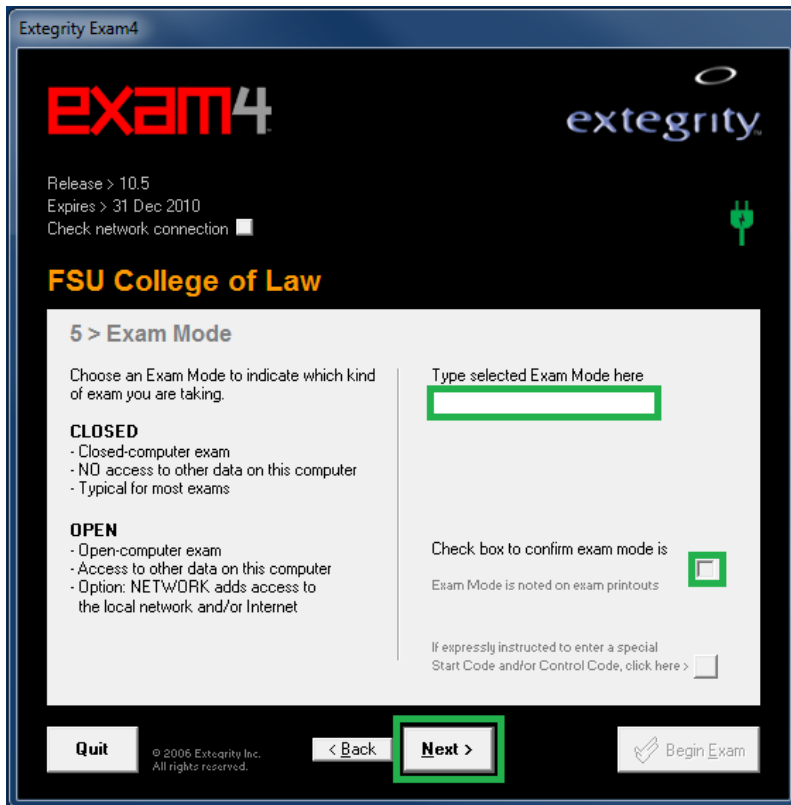 Extegrity Exam4
exam4
extegrity
Release > 10.5
Expires > 31 Dec 2010
Check network connection
FSU College of Law
5 > Exam Mode
Choose an Exam Mode to indicate which kind
of exam you are taking.
CLOSED
- Closed-computer exam
- NO access to other data on this computer
- Typical for most exams
OPEN
- Open-computer exam
- Access to other data on this computer
- Option: NETWORK adds access to
the local network and/or Internet
Type selected Exam Mode here
Check box to confirm exam mode is
Exam Mode is noted on exam printouts
If expressly instructed to enter a special
Start Code and/or Control Code, click here >
Quit
© 2006 Extegrity Inc.
All rights reserved.
< Back
Next >
Begin Exam